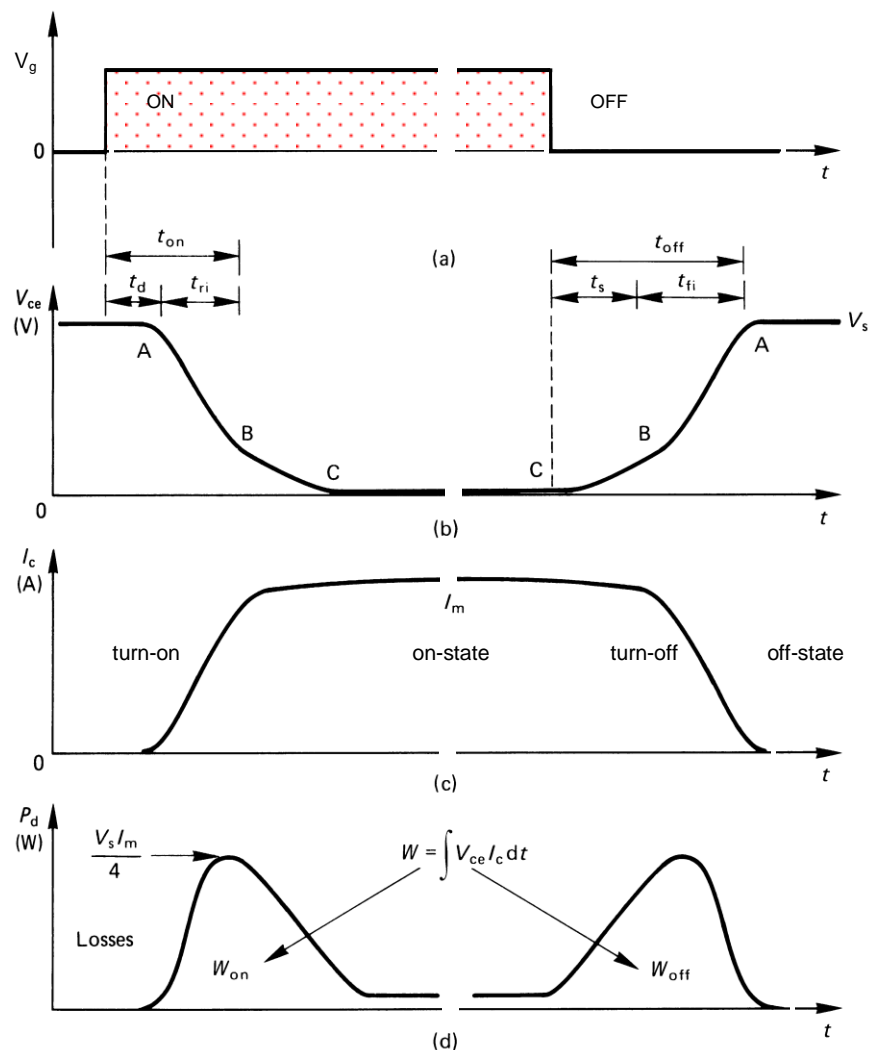 V_g
ON
OFF
0
t
t_on
(a)
t_off
t_d
t_ri
t_s
t_fi
V_ce
(V)
A
A
V_s
B
B
C
C
0
(b)
t
I_c
(A)
I_m
turn-on
on-state
turn-off
off-state
0
(c)
t
P_d
(W)
V_s I_m
4
W = ∫ V_ce I_c dt
Losses
W_on
W_off
(d)
t